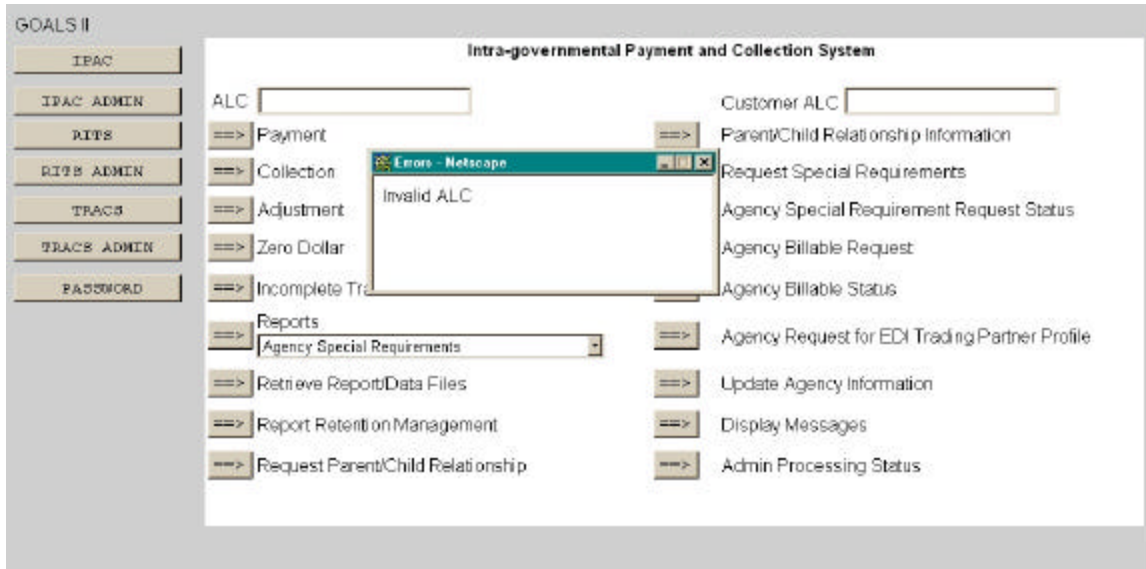 GOALS II
IPAC
IPAC ADMIN
RITS
RITS ADMIN
TRACS
TRACS ADMIN
PASSWORD
Intra-governmental Payment and Collection System
ALC
Customer ALC
==> Payment
==> Parent/Child Relationship Information
==> Collection
Request Special Requirements
==> Adjustment
Agency Special Requirement Request Status
==> Zero Dollar
Agency Billable Request
==> Incomplete Tra
Agency Billable Status
Errors - Netscape
Invalid ALC
==> Reports
Agency Special Requirements
==> Agency Request for EDI Trading Partner Profile
==> Retrieve Report/Data Files
==> Update Agency Information
==> Report Retention Management
==> Display Messages
==> Request Parent/Child Relationship
==> Admin Processing Status